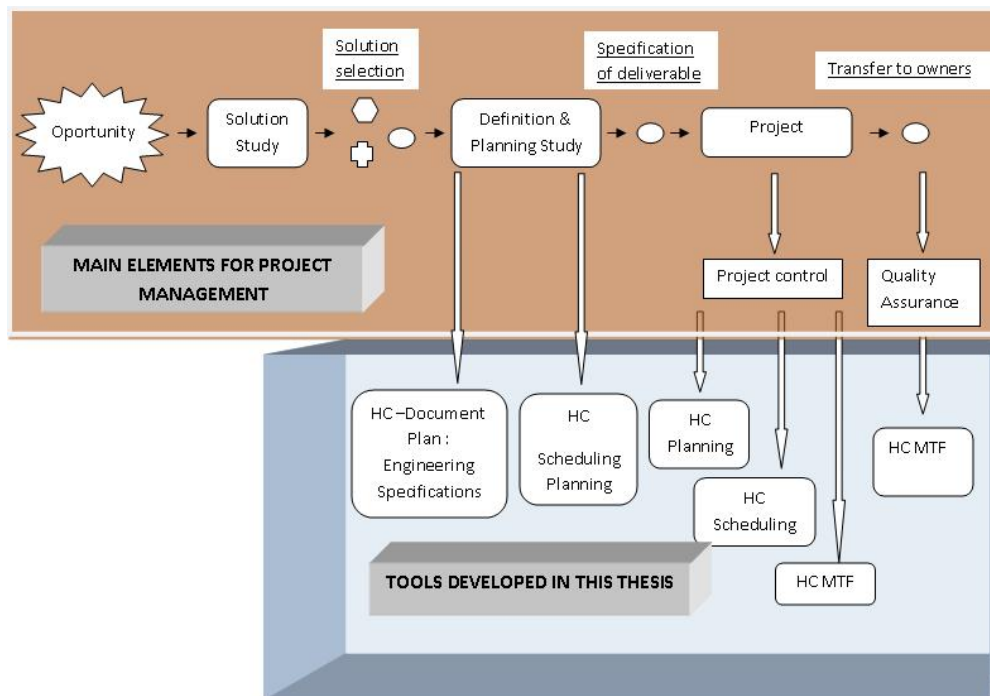 Solution
selection
Specification
of deliverable
Transfer to owners
Oportunity
Solution
Study
Definition &
Planning Study
Project
MAIN ELEMENTS FOR PROJECT
MANAGEMENT
Project control
Quality
Assurance
HC–Document
Plan :
Engineering
Specifications
HC
Scheduling
Planning
HC
Planning
HC
Scheduling
HC MTF
HC MTF
TOOLS DEVELOPED IN THIS THESIS